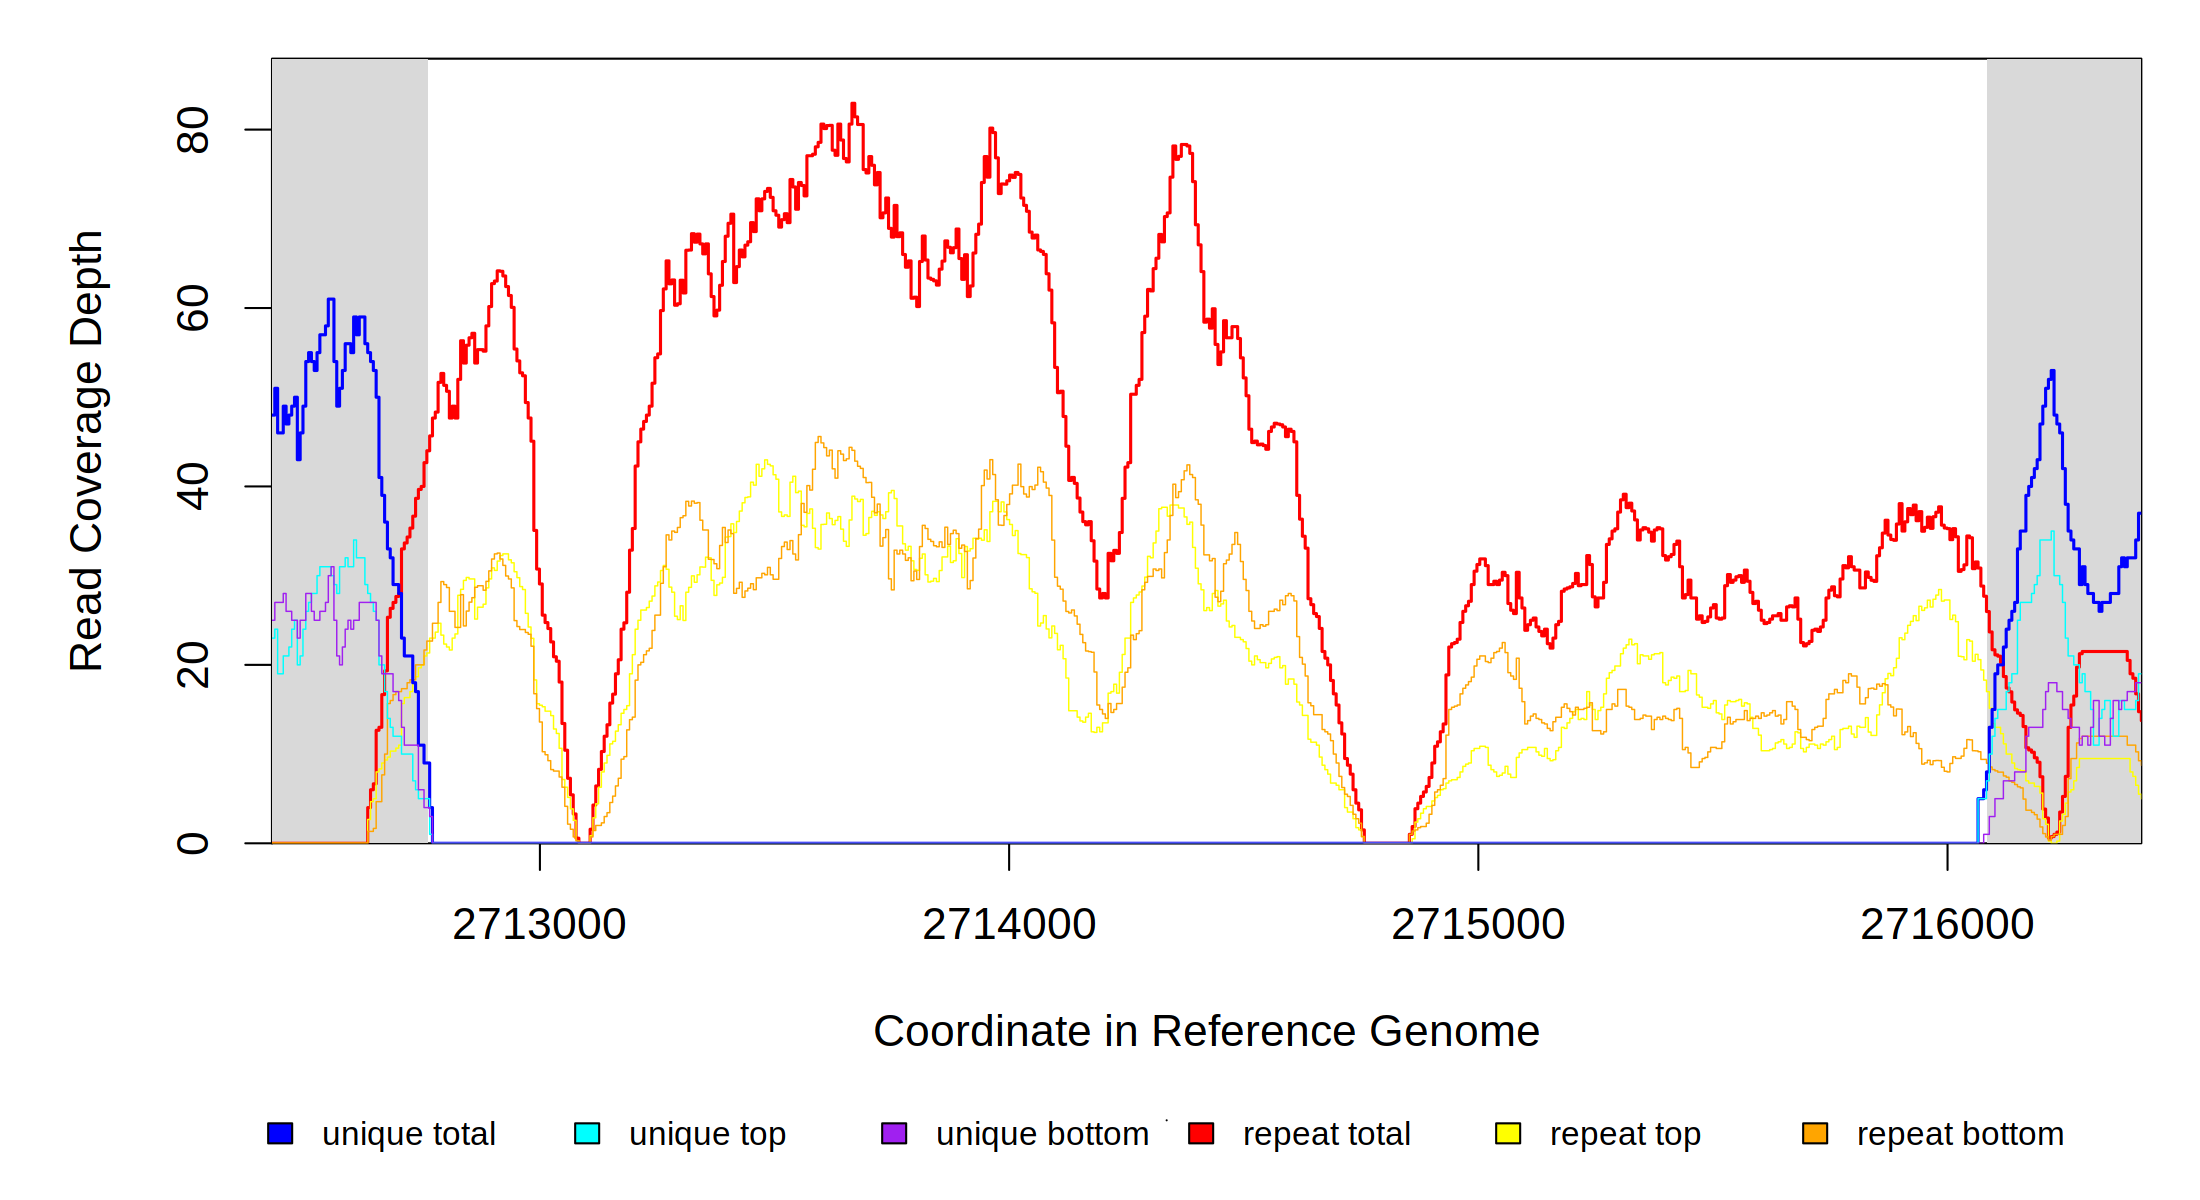 Read Coverage Depth
80
60
40
20
0
2713000 2714000 2715000 2716000
Coordinate in Reference Genome
unique total unique top unique bottom repeat total repeat top repeat bottom